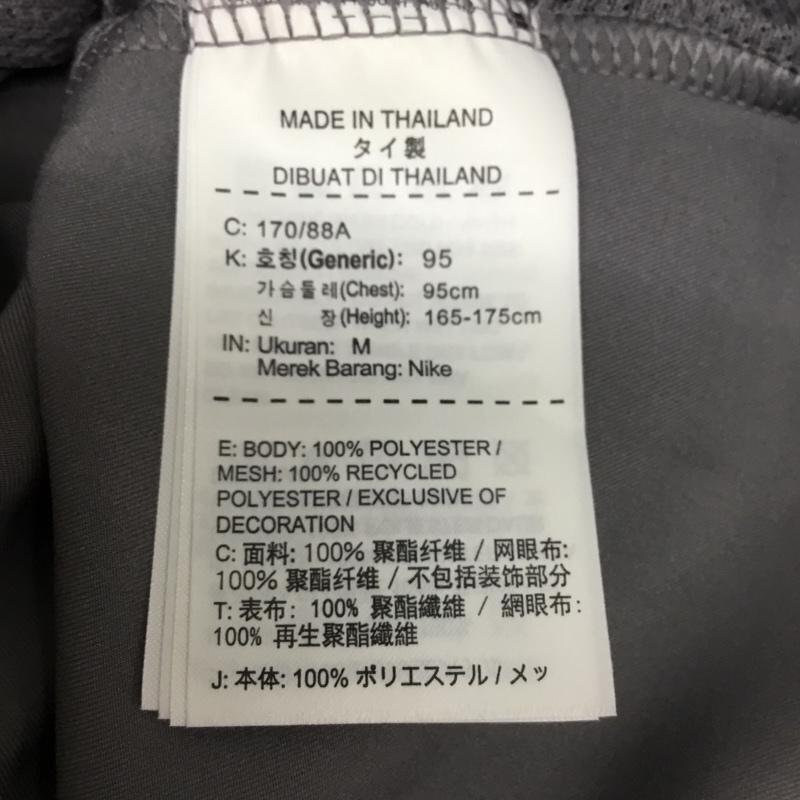 MADE IN THAILAND
タイ製
DIBUAT DI THAILAND
C: 170/88A
K: 호칭(Generic): 95
가슴둘레(Chest): 95cm
신 장(Height): 165-175cm
IN: Ukuran: M
Merek Barang: Nike
E: BODY: 100% POLYESTER /
MESH: 100% RECYCLED
POLYESTER / EXCLUSIVE OF
DECORATION
C: 面料: 100% 聚酯纤维 / 网眼布:
100% 聚酯纤维 / 不包括装饰部分
T: 表布: 100% 聚酯纖維 / 網眼布:
100% 再生聚酯纖維
J: 本体: 100% ポリエステル / メッ